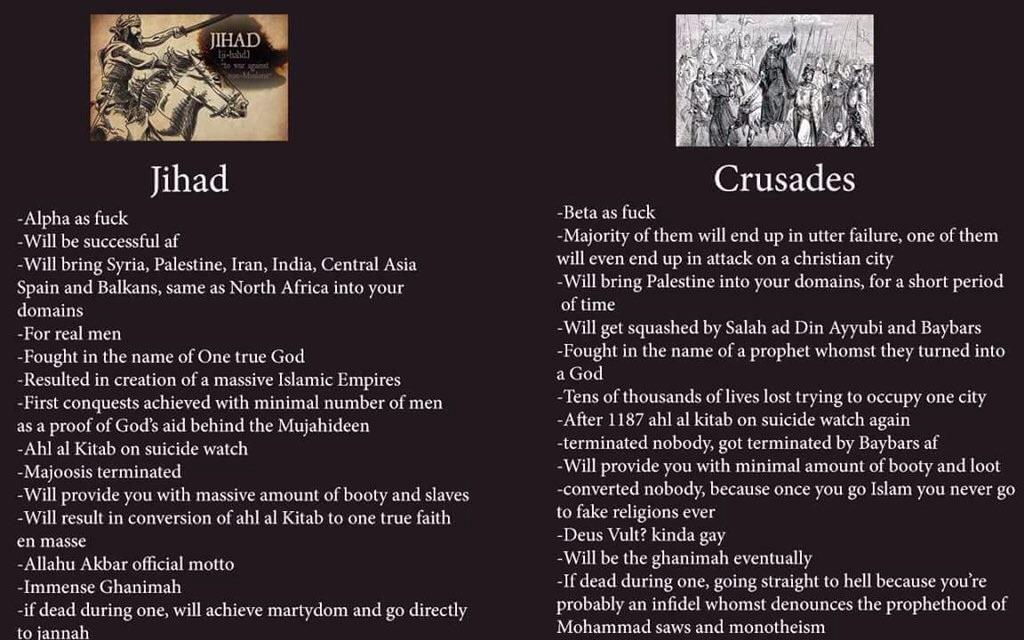 JIHAD
[ji-hahd]
"to war against
non-Muslims"
Jihad
-Alpha as fuck
-Will be successful af
-Will bring Syria, Palestine, Iran, India, Central Asia
Spain and Balkans, same as North Africa into your
domains
-For real men
-Fought in the name of One true God
-Resulted in creation of a massive Islamic Empires
-First conquests achieved with minimal number of men
as a proof of God's aid behind the Mujahideen
-Ahl al Kitab on suicide watch
-Majoosis terminated
-Will provide you with massive amount of booty and slaves
-Will result in conversion of ahl al Kitab to one true faith
en masse
-Allahu Akbar official motto
-Immense Ghanimah
-if dead during one, will achieve martydom and go directly
to jannah
Crusades
-Beta as fuck
-Majority of them will end up in utter failure, one of them
will even end up in attack on a christian city
-Will bring Palestine into your domains, for a short period
of time
-Will get squashed by Salah ad Din Ayyubi and Baybars
-Fought in the name of a prophet whomst they turned into
a God
-Tens of thousands of lives lost trying to occupy one city
-After 1187 ahl al kitab on suicide watch again
-terminated nobody, got terminated by Baybars af
-Will provide you with minimal amount of booty and loot
-converted nobody, because once you go Islam you never go
to fake religions ever
-Deus Vult? kinda gay
-Will be the ghanimah eventually
-If dead during one, going straight to hell because you're
probably an infidel whomst denounces the prophethood of
Mohammad saws and monotheism